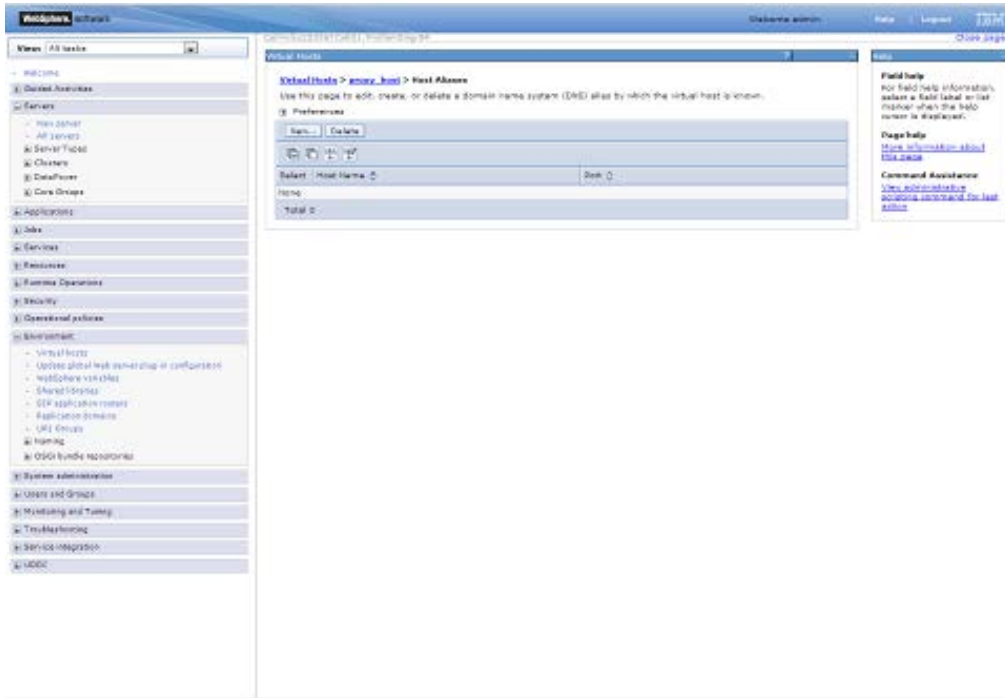 WebSphere. software
Welcome admin
Help
Logout
View: All tasks
Close page
Welcome
Guided Activities
Servers
New server
All servers
Server Types
Clusters
DataPower
Core Groups
Applications
Jobs
Services
Resources
Runtime Operations
Security
Operational policies
Environment
Virtual hosts
Update global Web server plug-in configuration
WebSphere variables
Shared libraries
SIP application routers
Replication domains
URI Groups
Naming
OSGi bundle repositories
System administration
Users and Groups
Monitoring and Tuning
Troubleshooting
Service integration
UDDI
Virtual Hosts
?
Virtual Hosts > proxy_host > Host Aliases
Use this page to edit, create, or delete a domain name system (DNS) alias by which the virtual host is known.
Preferences
New...
Delete
Select
Host Name
Port
None
Total 0
Help
Field help
For field help information, select a field label or list marker when the help cursor is displayed.
Page help
More information about this page
Command Assistance
View administrative scripting command for last action